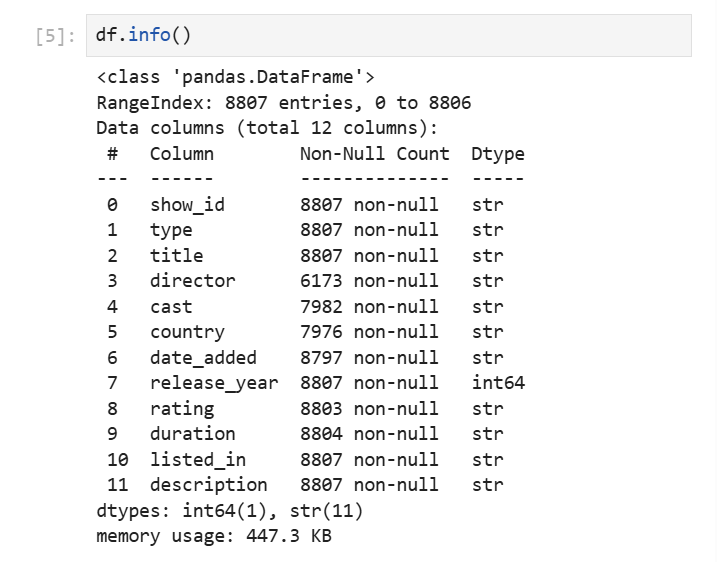 [5]: df.info()
<class 'pandas.DataFrame'>
RangeIndex: 8807 entries, 0 to 8806
Data columns (total 12 columns):
 #   Column        Non-Null Count  Dtype
---  ------        --------------  -----
 0   show_id       8807 non-null   str
 1   type          8807 non-null   str
 2   title         8807 non-null   str
 3   director      6173 non-null   str
 4   cast          7982 non-null   str
 5   country       7976 non-null   str
 6   date_added    8797 non-null   str
 7   release_year  8807 non-null   int64
 8   rating        8803 non-null   str
 9   duration      8804 non-null   str
 10  listed_in     8807 non-null   str
 11  description   8807 non-null   str
dtypes: int64(1), str(11)
memory usage: 447.3 KB